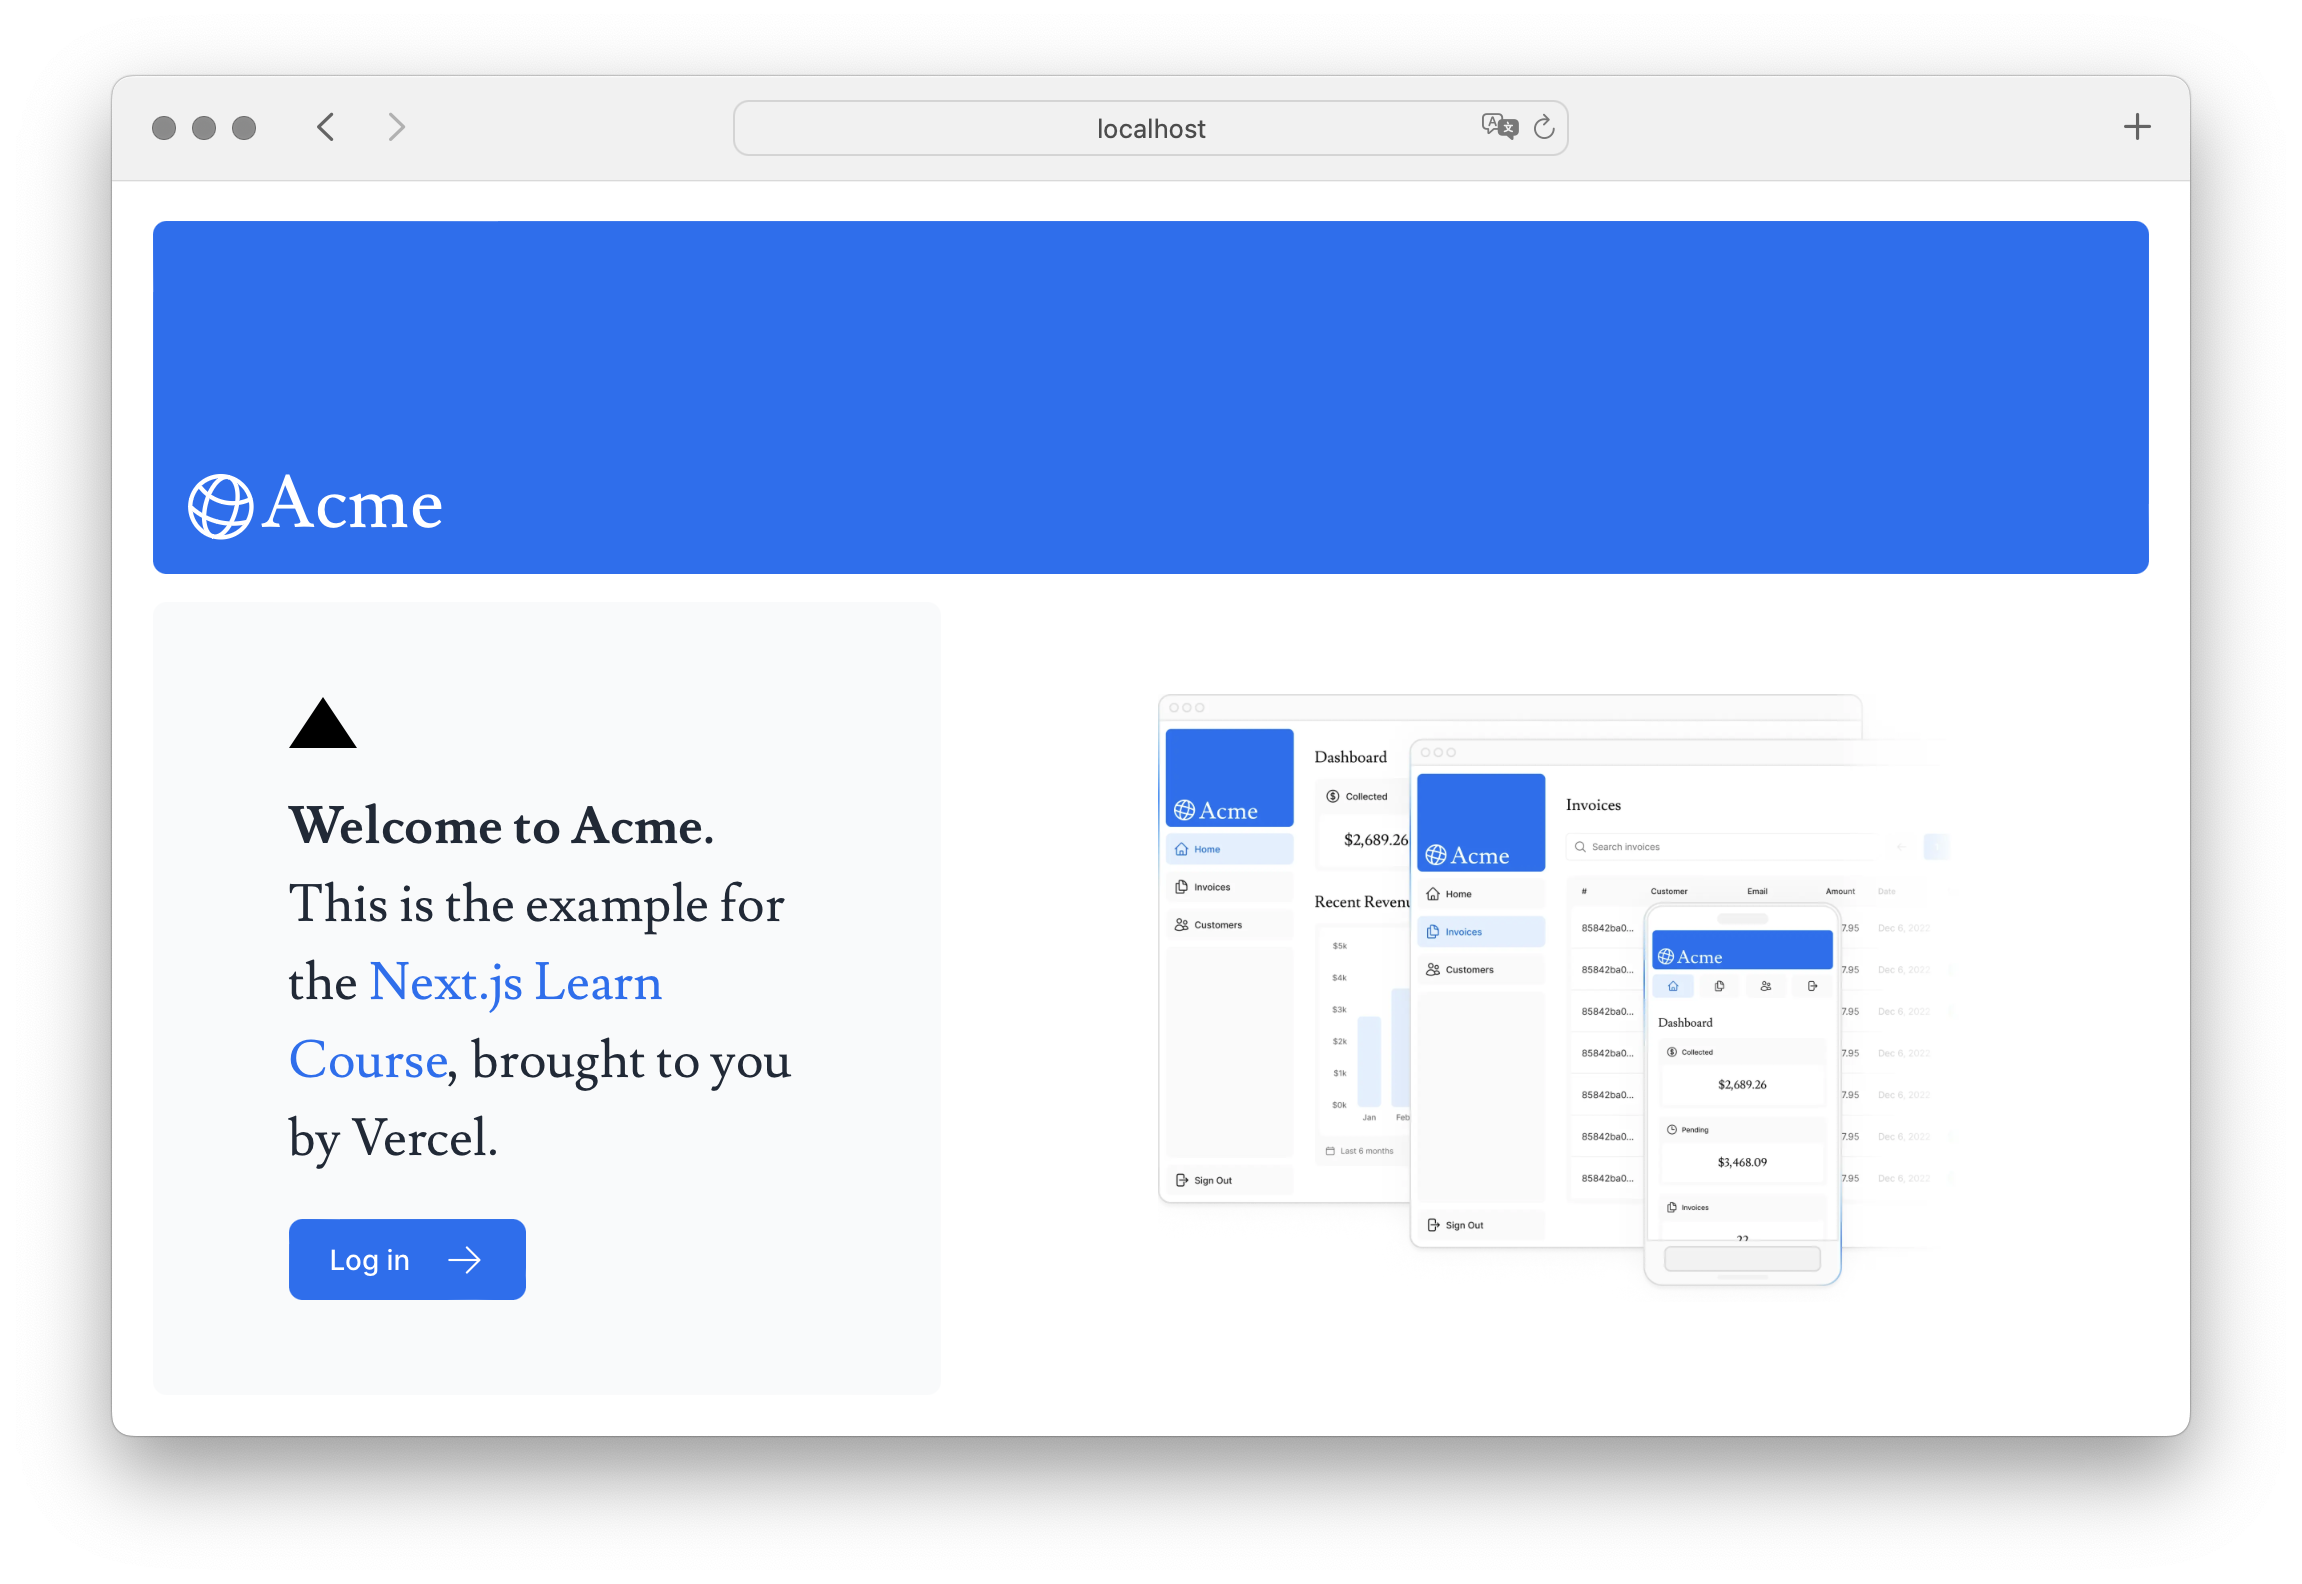 localhost
Acme
Welcome to Acme.
This is the example for
the Next.js Learn
Course, brought to you
by Vercel.
Log in
Acme
Home
Invoices
Customers
Sign Out
Dashboard
Collected
$2,689.26
Recent Revenu
$5k
$4k
$3k
$2k
$1k
$0k
Jan Feb
Last 6 months
Acme
Home
Invoices
Customers
Sign Out
Invoices
Search invoices
# Customer Email Amount Date
85842ba0... 7.95 Dec 6, 2022
85842ba0... 7.95 Dec 6, 2022
85842ba0... 7.95 Dec 6, 2022
85842ba0... 7.95 Dec 6, 2022
85842ba0... 7.95 Dec 6, 2022
85842ba0... 7.95 Dec 6, 2022
85842ba0... 7.95 Dec 6, 2022
Acme
Dashboard
Collected
$2,689.26
Pending
$3,468.09
Invoices
22